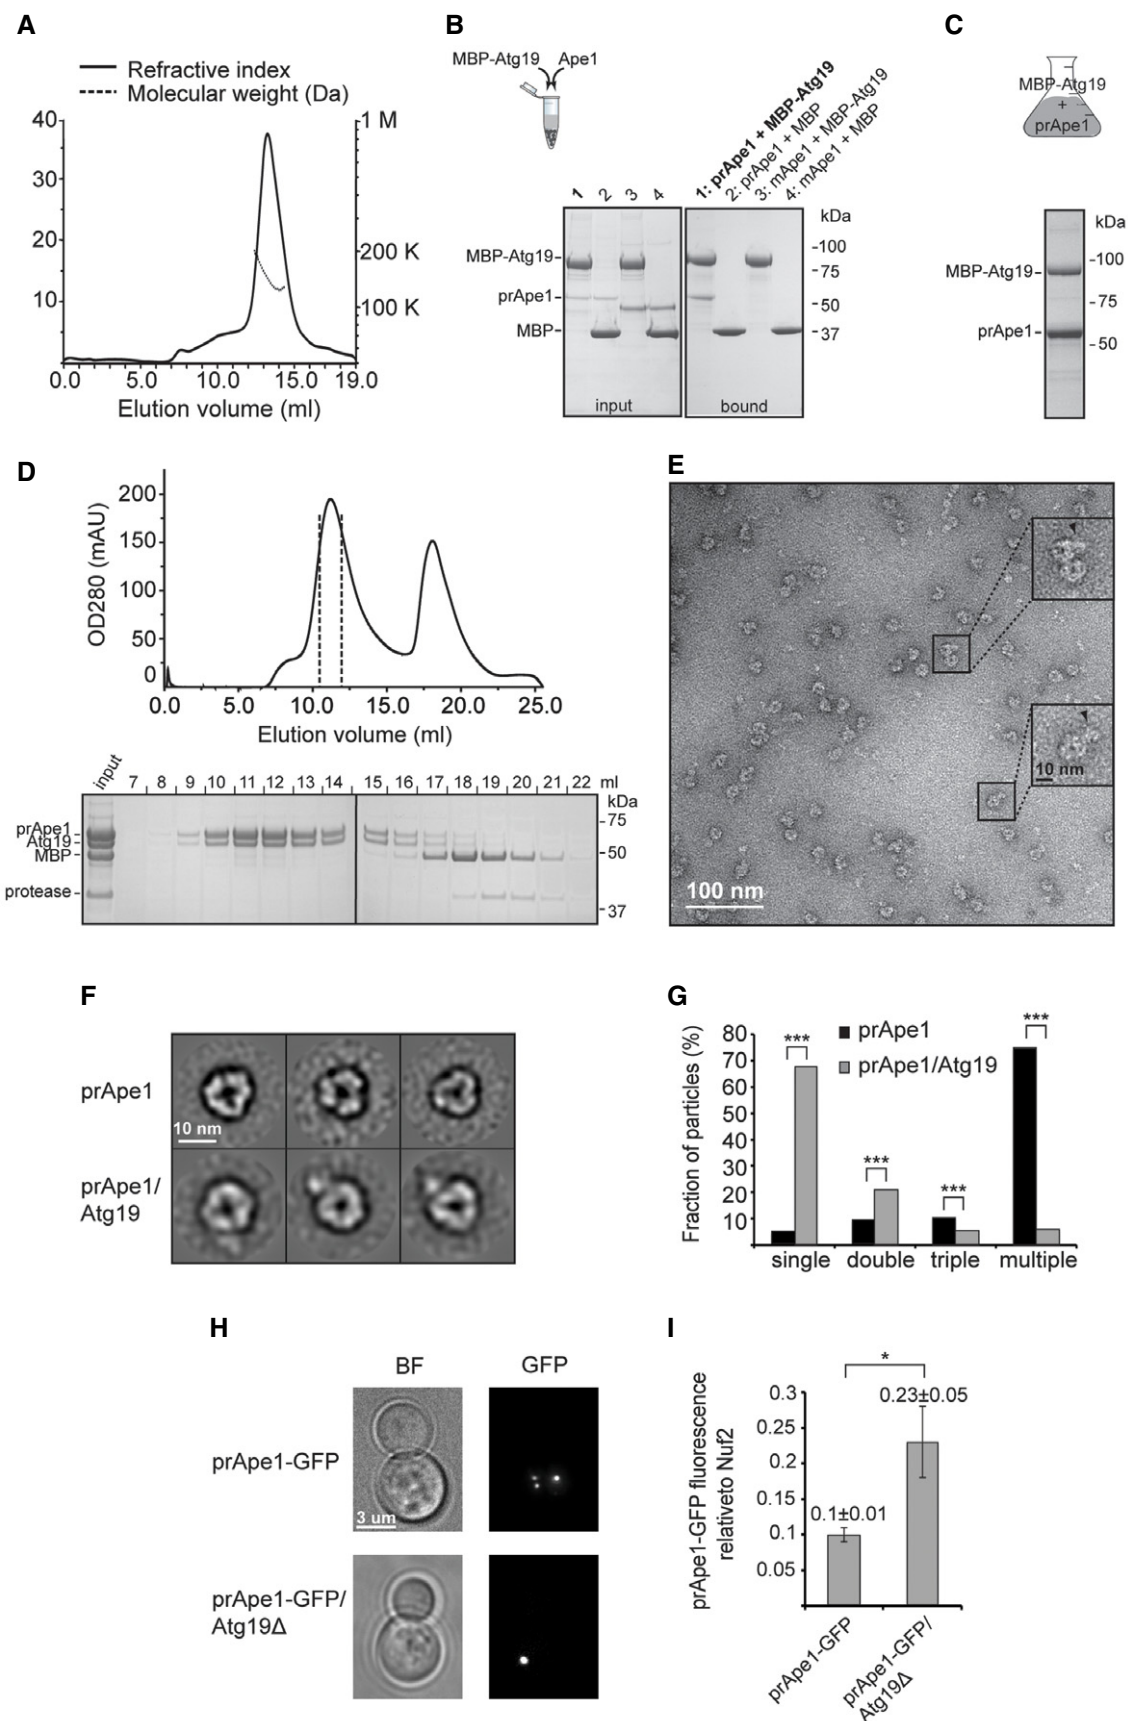 A
Refractive index
Molecular weight (Da)
40
30
20
10
1 M
200 K
100 K
0.0 5.0 10.0 15.0 19.0
Elution volume (ml)
B
MBP-Atg19 Ape1
1: prApe1 + MBP-Atg19
2: prApe1 + MBP
3: mApe1 + MBP-Atg19
4: mApe1 + MBP
1 2 3 4
kDa
MBP-Atg19
prApe1
MBP
-100
-75
-50
-37
input
bound
C
MBP-Atg19
+
prApe1
kDa
MBP-Atg19
prApe1
-100
-75
-50
D
OD280 (mAU)
200
150
100
50
0
0.0 5.0 10.0 15.0 20.0 25.0
Elution volume (ml)
input 7 8 9 10 11 12 13 14 15 16 17 18 19 20 21 22 ml
kDa
prApe1
Atg19
MBP
protease
-75
-50
-37
E
10 nm
100 nm
F
prApe1
10 nm
prApe1/
Atg19
G
Fraction of particles (%)
80
70
60
50
40
30
20
10
prApe1
prApe1/Atg19
*** *** *** ***
single double triple multiple
H
BF GFP
prApe1-GFP
3 um
prApe1-GFP/
Atg19Δ
I
prApe1-GFP fluorescence
relativeto Nuf2
0.3
0.25
0.2
0.15
0.1
0.05
*
0.23±0.05
0.1±0.01
prApe1-GFP
prApe1-GFP/
Atg19Δ